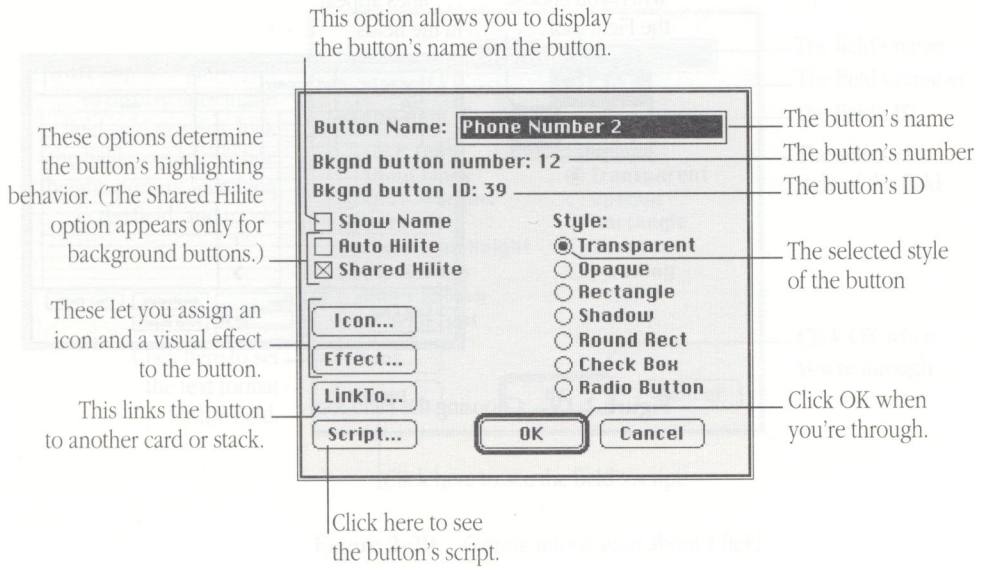 This option allows you to display
the button's name on the button.
Button Name: Phone Number 2
The button's name
Bkgnd button number: 12
The button's number
Bkgnd button ID: 39
The button's ID
These options determine
the button's highlighting
behavior. (The Shared Hilite
option appears only for
background buttons.)
Show Name
Auto Hilite
Shared Hilite
Style:
Transparent
Opaque
Rectangle
Shadow
Round Rect
Check Box
Radio Button
The selected style
of the button
These let you assign an
icon and a visual effect
to the button.
Icon...
Effect...
This links the button
to another card or stack.
LinkTo...
Script...
OK
Cancel
Click OK when
you're through.
Click here to see
the button's script.